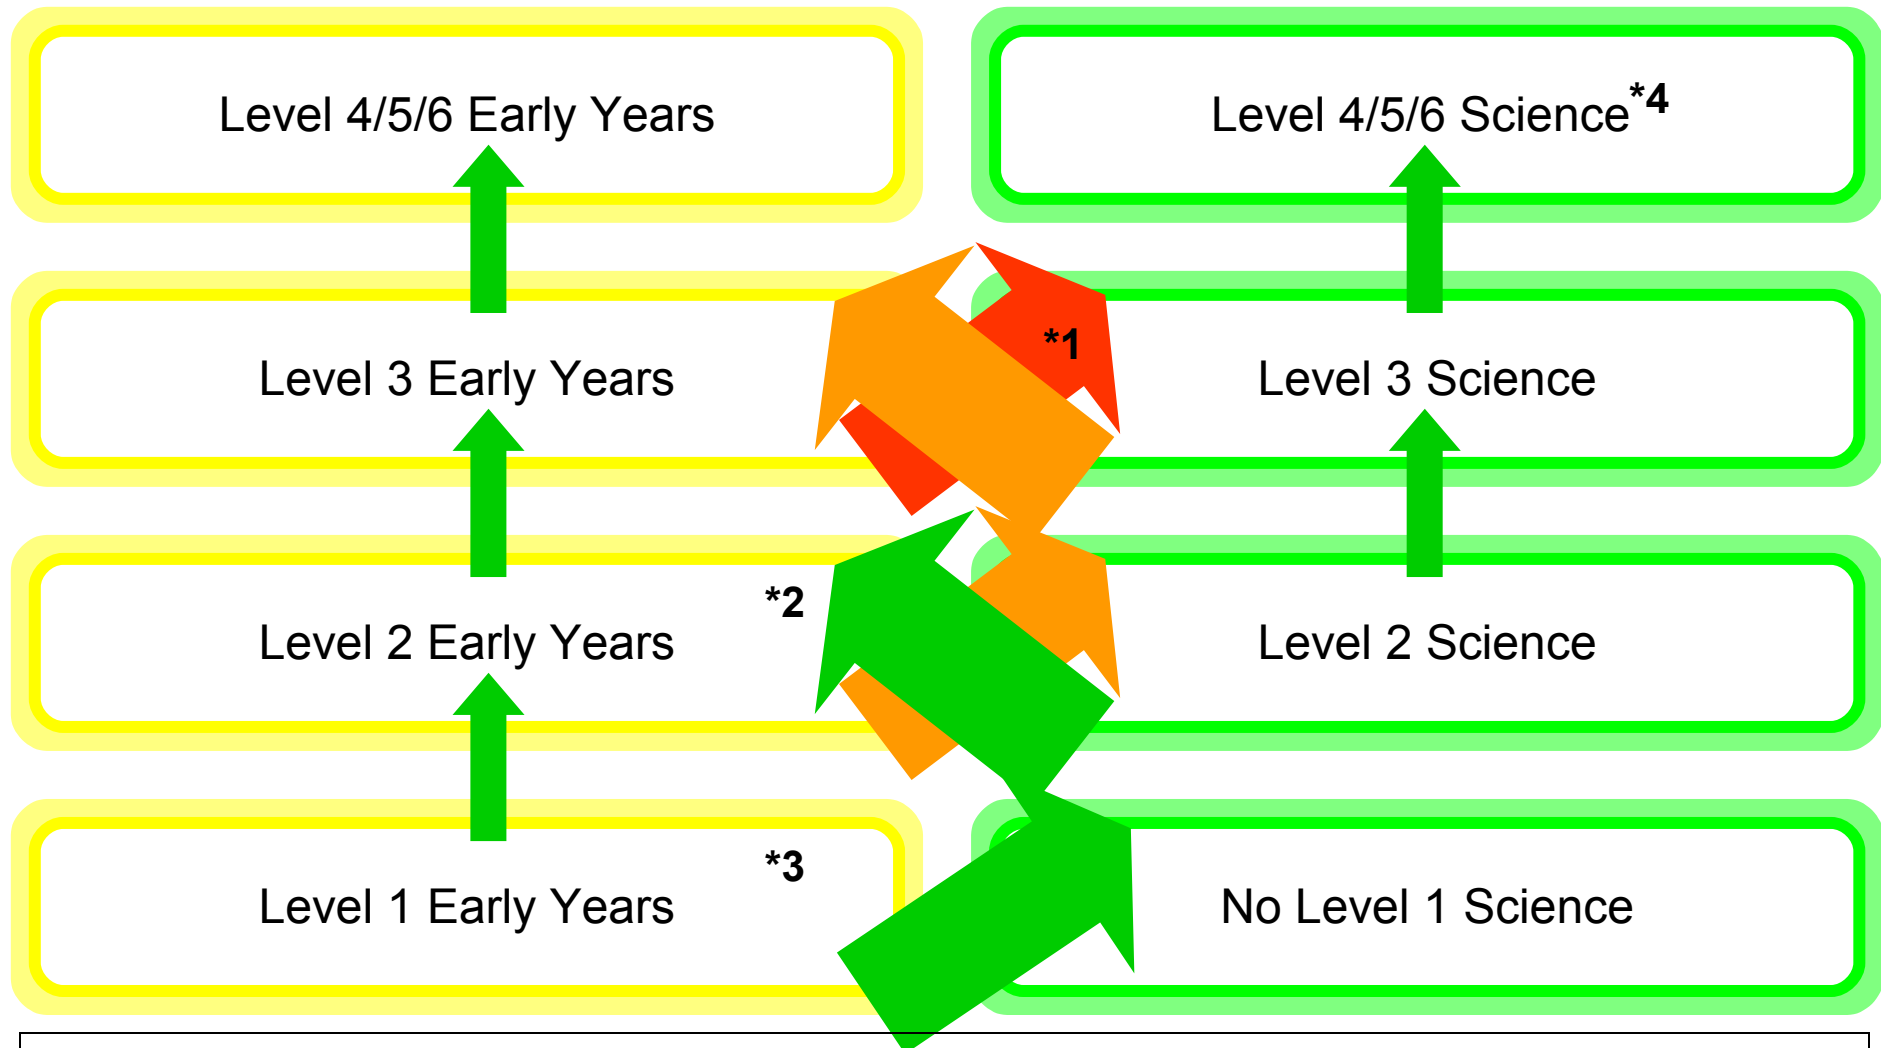 Level 4/5/6 Early Years
Level 4/5/6 Science*4
*1
Level 3 Early Years
Level 3 Science
*2
Level 2 Early Years
Level 2 Science
*3
Level 1 Early Years
No Level 1 Science